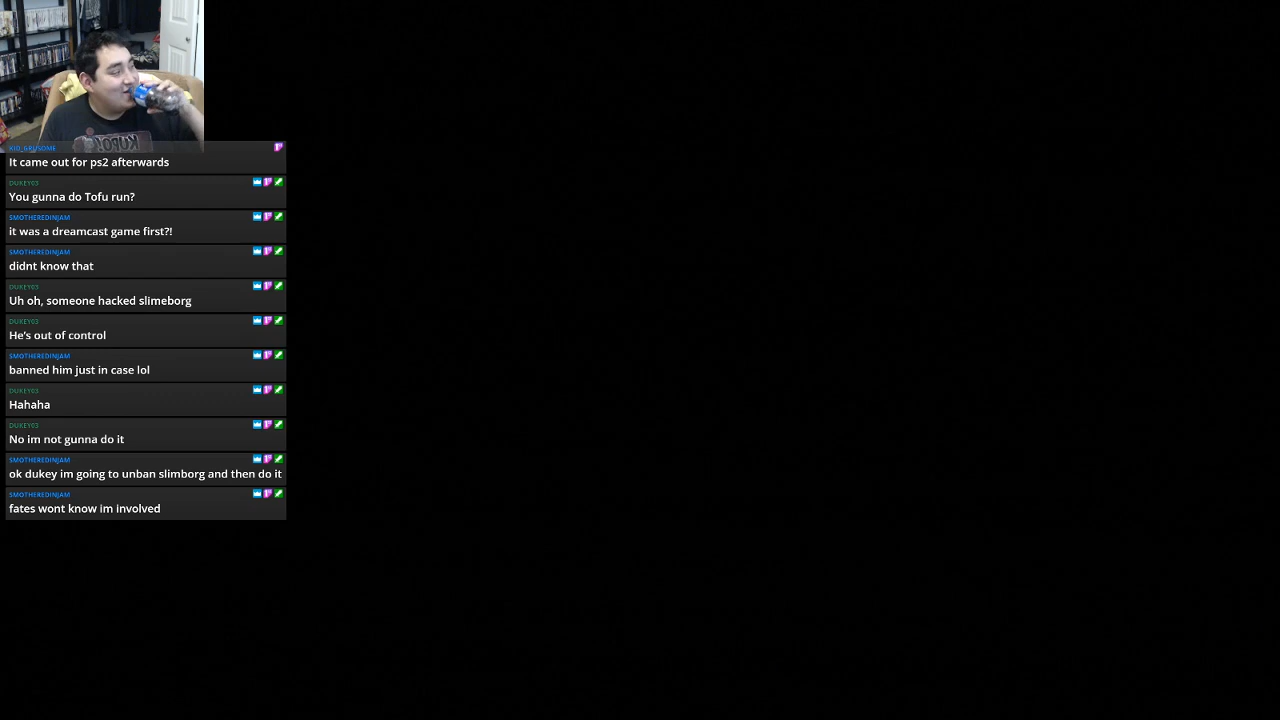 KID_GRUSOME
It came out for ps2 afterwards
DUKEY03
You gunna do Tofu run?
SMOTHEREDINJAM
it was a dreamcast game first?!
SMOTHEREDINJAM
didnt know that
DUKEY03
Uh oh, someone hacked slimeborg
DUKEY03
He's out of control
SMOTHEREDINJAM
banned him just in case lol
DUKEY03
Hahaha
DUKEY03
No im not gunna do it
SMOTHEREDINJAM
ok dukey im going to unban slimborg and then do it
SMOTHEREDINJAM
fates wont know im involved